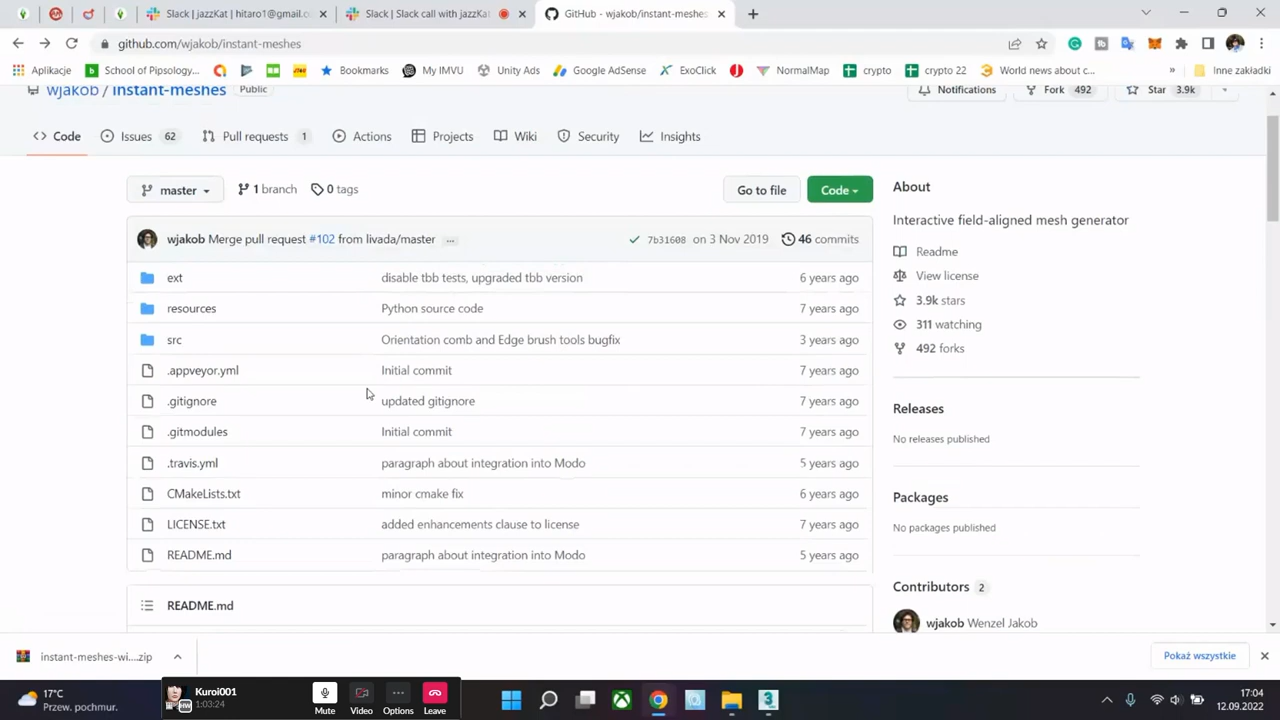 Slack | jazzKat | hitaro1@gmail.co
Slack | Slack call with jazzKat
GitHub - wjakob/instant-meshes
github.com/wjakob/instant-meshes
Aplikacje
School of Dipsology...
Bookmarks
My IMVU
Unity Ads
Google AdSense
ExoClick
NormalMap
crypto
crypto 22
World news about c...
»
Inne zakładki
wjakob / instant-meshes Public
Notifications
Fork 492
Star 3.9k
Code
Issues 62
Pull requests 1
Actions
Projects
Wiki
Security
Insights
master
1 branch
0 tags
Go to file
Code
wjakob Merge pull request #102 from livada/master ...
7b31608 on 3 Nov 2019
46 commits
ext disable tbb tests, upgraded tbb version 6 years ago
resources Python source code 7 years ago
src Orientation comb and Edge brush tools bugfix 3 years ago
.appveyor.yml Initial commit 7 years ago
.gitignore updated gitignore 7 years ago
.gitmodules Initial commit 7 years ago
.travis.yml paragraph about integration into Modo 5 years ago
CMakeLists.txt minor cmake fix 6 years ago
LICENSE.txt added enhancements clause to license 7 years ago
README.md paragraph about integration into Modo 5 years ago
README.md
About
Interactive field-aligned mesh generator
Readme
View license
3.9k stars
311 watching
492 forks
Releases
No releases published
Packages
No packages published
Contributors 2
wjakob Wenzel Jakob
instant-meshes-wi....zip
Pokaż wszystkie
17°C
Przew. pochmur.
Kuroi001
1:03:24
Mute
Video
Options
Leave
17:04
12.09.2022